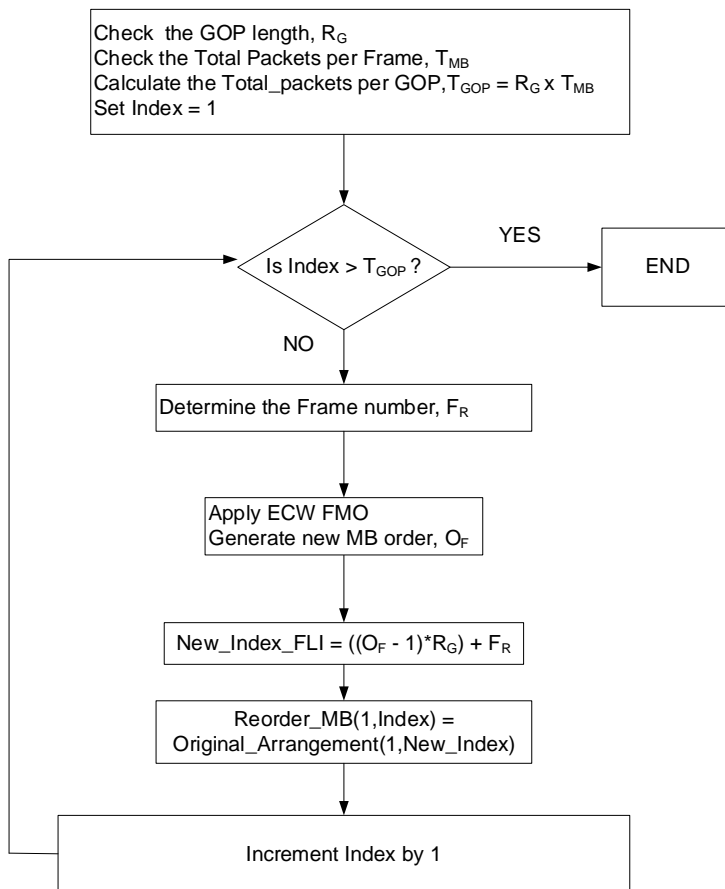 Check the GOP length, R_G
Check the Total Packets per Frame, T_MB
Calculate the Total_packets per GOP,T_GOP = R_G x T_MB
Set Index = 1
Is Index > T_GOP ?
YES
END
NO
Determine the Frame number, F_R
Apply ECW FMO
Generate new MB order, O_F
New_Index_FLI = ((O_F - 1)*R_G) + F_R
Reorder_MB(1,Index) =
Original_Arrangement(1,New_Index)
Increment Index by 1